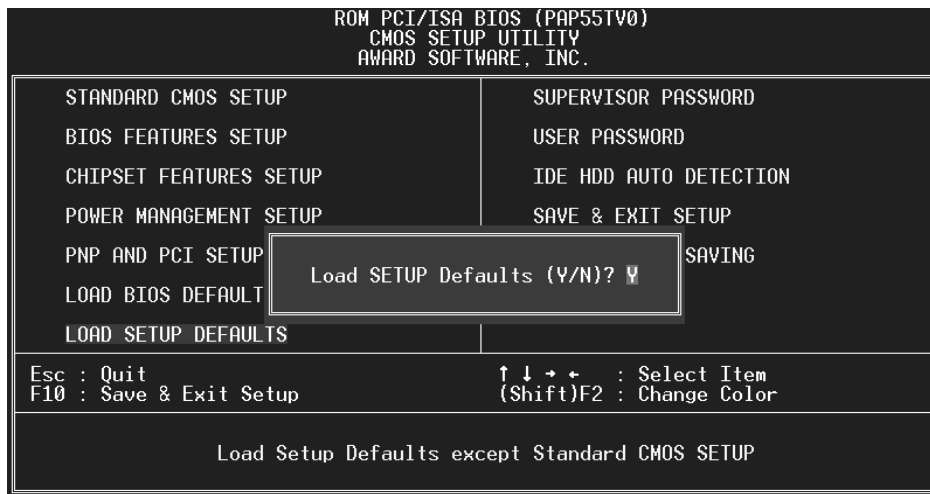 ROM PCI/ISA BIOS (PAP55TV0)
CMOS SETUP UTILITY
AWARD SOFTWARE, INC.
STANDARD CMOS SETUP
BIOS FEATURES SETUP
CHIPSET FEATURES SETUP
POWER MANAGEMENT SETUP
PNP AND PCI SETUP
LOAD BIOS DEFAULT
LOAD SETUP DEFAULTS
SUPERVISOR PASSWORD
USER PASSWORD
IDE HDD AUTO DETECTION
SAVE & EXIT SETUP
SAVING
Load SETUP Defaults (Y/N)? Y
Esc : Quit
F10 : Save & Exit Setup
↑ ↓ → ← : Select Item
(Shift)F2 : Change Color
Load Setup Defaults except Standard CMOS SETUP